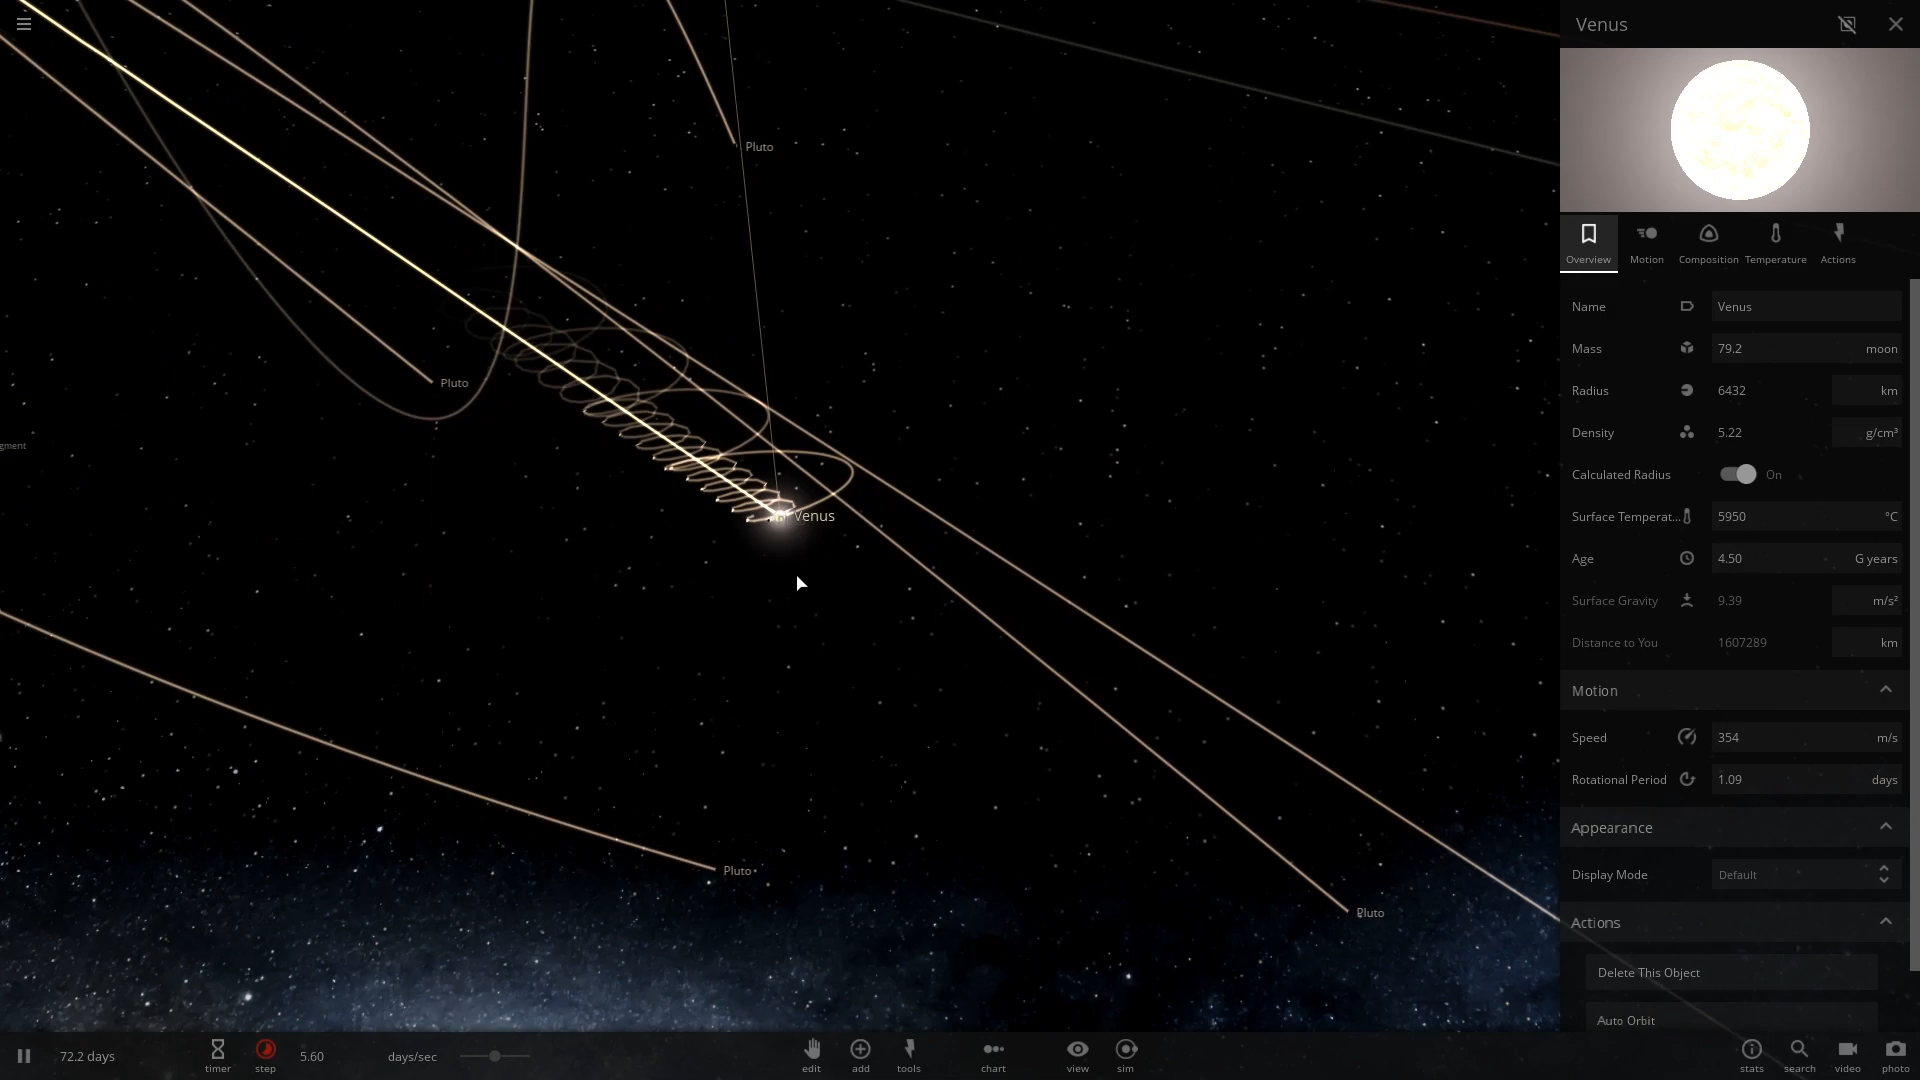 Venus
Pluto
Pluto
gment
Venus
Pluto
Pluto
Overview
Motion
Composition
Temperature
Actions
Name
Venus
Mass
79.2
moon
Radius
6432
km
Density
5.22
g/cm³
Calculated Radius
On
Surface Temperat...
5950
°C
Age
4.50
G years
Surface Gravity
9.39
m/s²
Distance to You
1607289
km
Motion
Speed
354
m/s
Rotational Period
1.09
days
Appearance
Display Mode
Default
Actions
Delete This Object
Auto Orbit
72.2 days
timer
step
5.60
days/sec
edit
add
tools
chart
view
sim
stats
search
video
photo